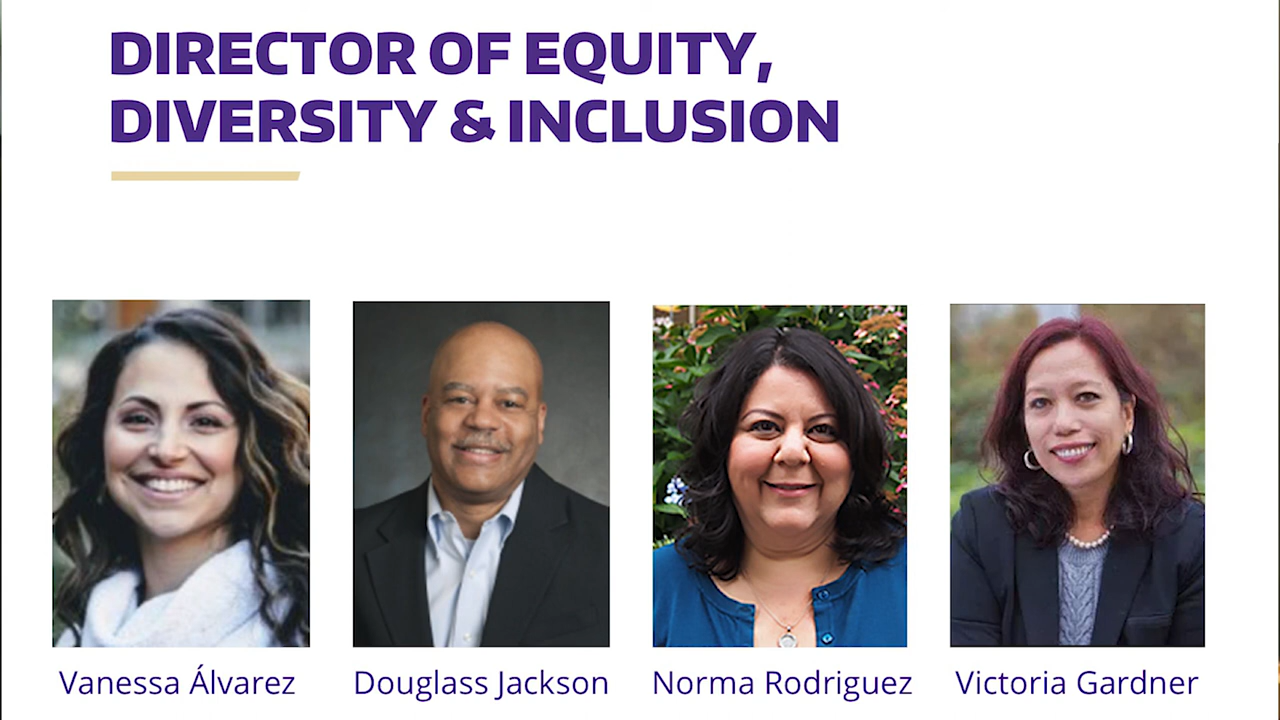 DIRECTOR OF EQUITY,
DIVERSITY & INCLUSION
Vanessa Álvarez
Douglass Jackson
Norma Rodriguez
Victoria Gardner